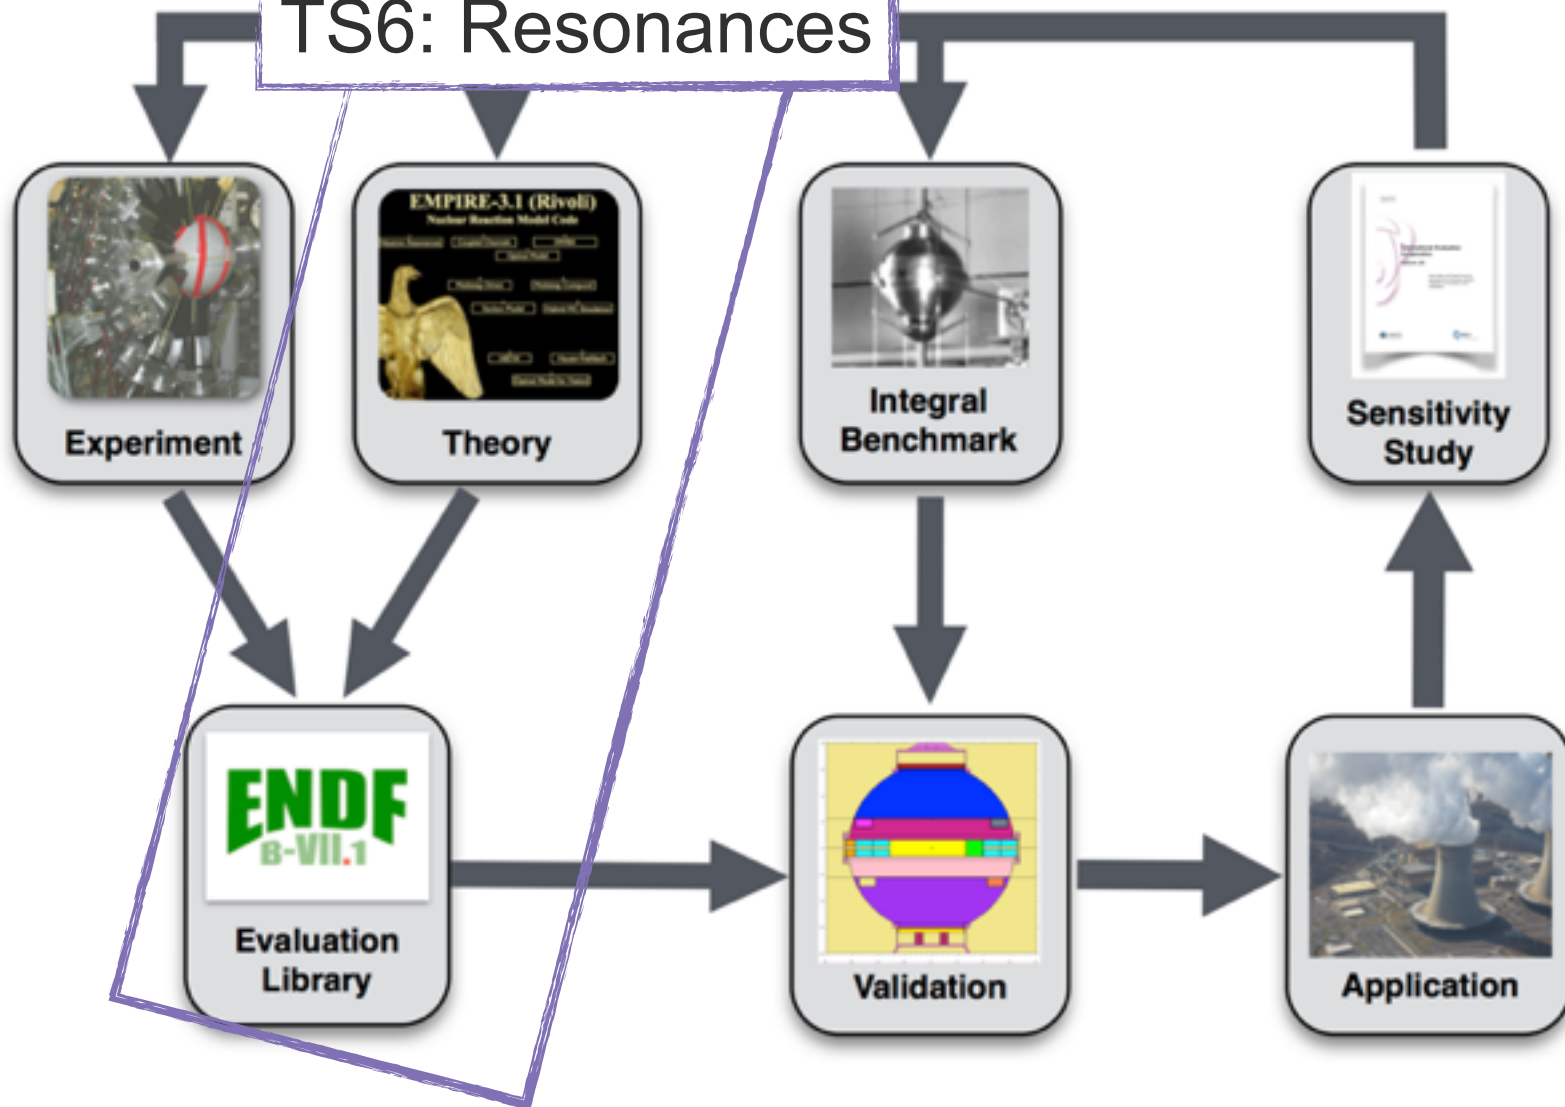 TS6: Resonances
EMPIRE-3.1 (Rivoli)
Nuclear Reaction Model Code
Experiment
Theory
Integral
Benchmark
Sensitivity
Study
ENDF
B-VII.1
Evaluation
Library
Validation
Application